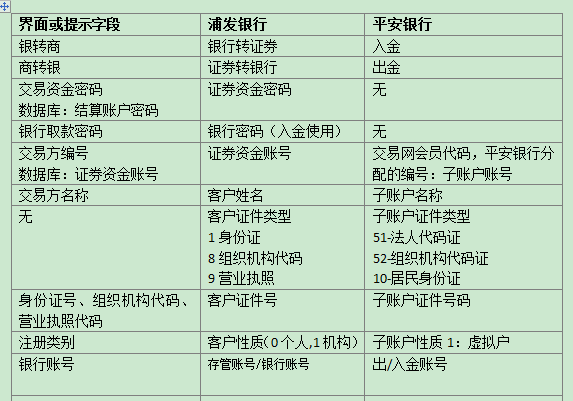 界面或提示字段 浦发银行 平安银行
银转商 银行转证券 入金
商转银 证券转银行 出金
交易资金密码 证券资金密码 无
数据库：结算账户密码
银行取款密码 银行密码（入金使用） 无
交易方编号 证券资金账号 交易网会员代码，平安银行分
数据库：证券资金账号 配的编号：子账户账号
交易方名称 客户姓名 子账户名称
无 客户证件类型 子账户证件类型
1 身份证 51-法人代码证
8 组织机构代码 52-组织机构代码证
9 营业执照 10-居民身份证
身份证号、组织机构代码、 客户证件号 子账户证件号码
营业执照代码
注册类别 客户性质（0 个人,1 机构） 子账户性质 1：虚拟户
银行账号 存管账号/银行账号 出/入金账号